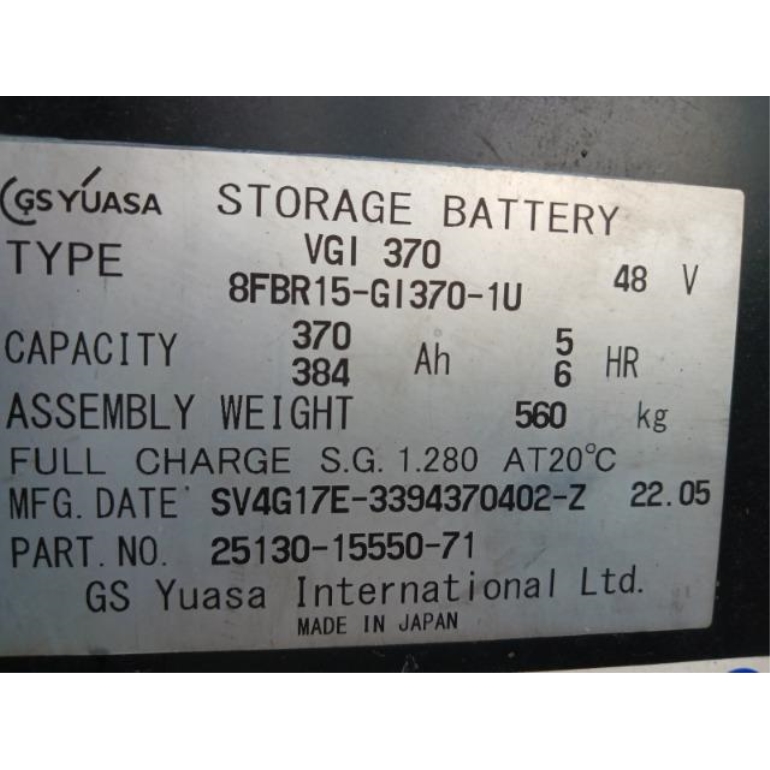 GS YUASA STORAGE BATTERY
TYPE VGI 370
8FBR15-GI370-1U 48 V
CAPACITY 370 Ah 5 HR
384 6
ASSEMBLY WEIGHT 560 kg
FULL CHARGE S.G. 1.280 AT20°C
MFG. DATE SV4G17E-3394370402-Z 22.05
PART. NO. 25130-15550-71
GS Yuasa International Ltd.
MADE IN JAPAN